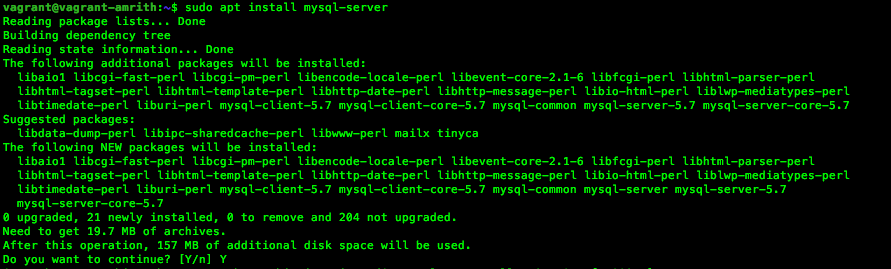 vagrant@vagrant-amrith:~$ sudo apt install mysql-server
Reading package lists... Done
Building dependency tree
Reading state information... Done
The following additional packages will be installed:
  libaio1 libcgi-fast-perl libcgi-pm-perl libencode-locale-perl libevent-core-2.1-6 libfcgi-perl libhtml-parser-perl
  libhtml-tagset-perl libhtml-template-perl libhttp-date-perl libhttp-message-perl libio-html-perl liblwp-mediatypes-perl
  libtimedate-perl liburi-perl mysql-client-5.7 mysql-client-core-5.7 mysql-common mysql-server-5.7 mysql-server-core-5.7
Suggested packages:
  libdata-dump-perl libipc-sharedcache-perl libwww-perl mailx tinyca
The following NEW packages will be installed:
  libaio1 libcgi-fast-perl libcgi-pm-perl libencode-locale-perl libevent-core-2.1-6 libfcgi-perl libhtml-parser-perl
  libhtml-tagset-perl libhtml-template-perl libhttp-date-perl libhttp-message-perl libio-html-perl liblwp-mediatypes-perl
  libtimedate-perl liburi-perl mysql-client-5.7 mysql-client-core-5.7 mysql-common mysql-server mysql-server-5.7
  mysql-server-core-5.7
0 upgraded, 21 newly installed, 0 to remove and 204 not upgraded.
Need to get 19.7 MB of archives.
After this operation, 157 MB of additional disk space will be used.
Do you want to continue? [Y/n] Y